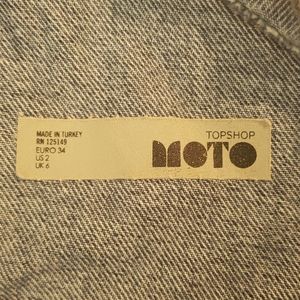 MADE IN TURKEY
RN 125149
EURO 34
US 2
UK 6
TOPSHOP
MOTO